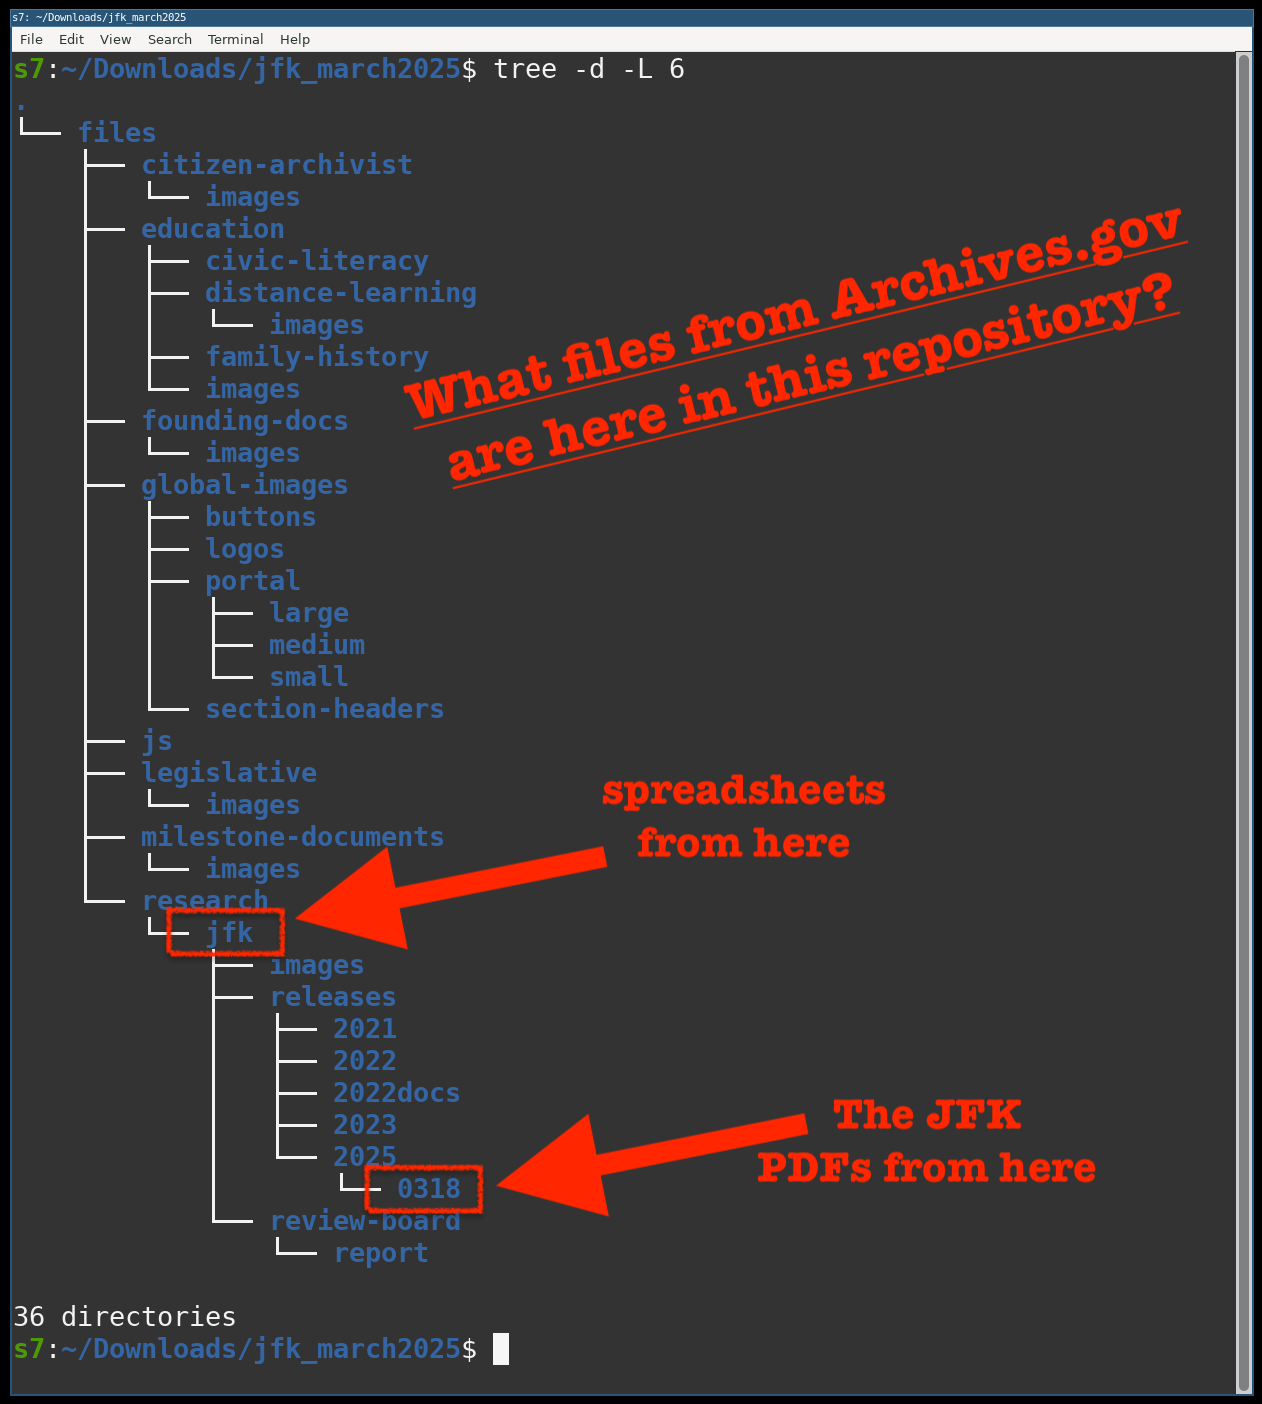 s7: ~/Downloads/jfk_march2025
File Edit View Search Terminal Help
s7:~/Downloads/jfk_march2025$ tree -d -L 6
.
└── files
    ├── citizen-archivist
    │   └── images
    ├── education
    │   ├── civic-literacy
    │   ├── distance-learning
    │   │   └── images
    │   ├── family-history
    │   └── images
    ├── founding-docs
    │   └── images
    ├── global-images
    │   ├── buttons
    │   ├── logos
    │   ├── portal
    │   │   ├── large
    │   │   ├── medium
    │   │   └── small
    │   └── section-headers
    ├── js
    ├── legislative
    │   └── images
    ├── milestone-documents
    │   └── images
    └── research
        └── jfk
            ├── images
            ├── releases
            │   ├── 2021
            │   ├── 2022
            │   ├── 2022docs
            │   ├── 2023
            │   └── 2025
            │       └── 0318
            └── review-board
                └── report
36 directories
s7:~/Downloads/jfk_march2025$
What files from Archives.gov
are here in this repository?
spreadsheets
from here
The JFK
PDFs from here